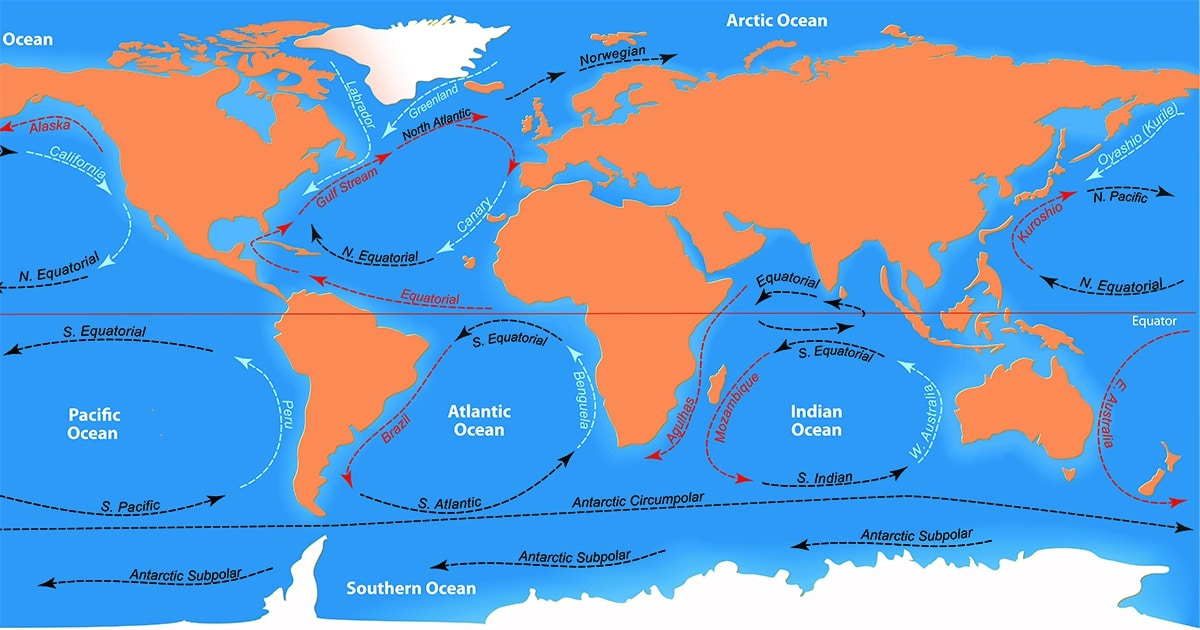 Arctic Ocean
Ocean
Norwegian
Greenland
Labrador
North Atlantic
Alaska
California
Gulf Stream
Canary
Oyashio (Kurile)
N. Pacific
Kuroshio
N. Equatorial
N. Equatorial
N. Equatorial
Equatorial
Equatorial
Equator
S. Equatorial
S. Equatorial
S. Equatorial
Peru
Benguela
Brazil
Agulhas
Mozambique
W. Australia
E. Australia
Pacific
Ocean
Atlantic
Ocean
Indian
Ocean
S. Pacific
S. Atlantic
S. Indian
Antarctic Circumpolar
Antarctic Subpolar
Antarctic Subpolar
Antarctic Subpolar
Southern Ocean